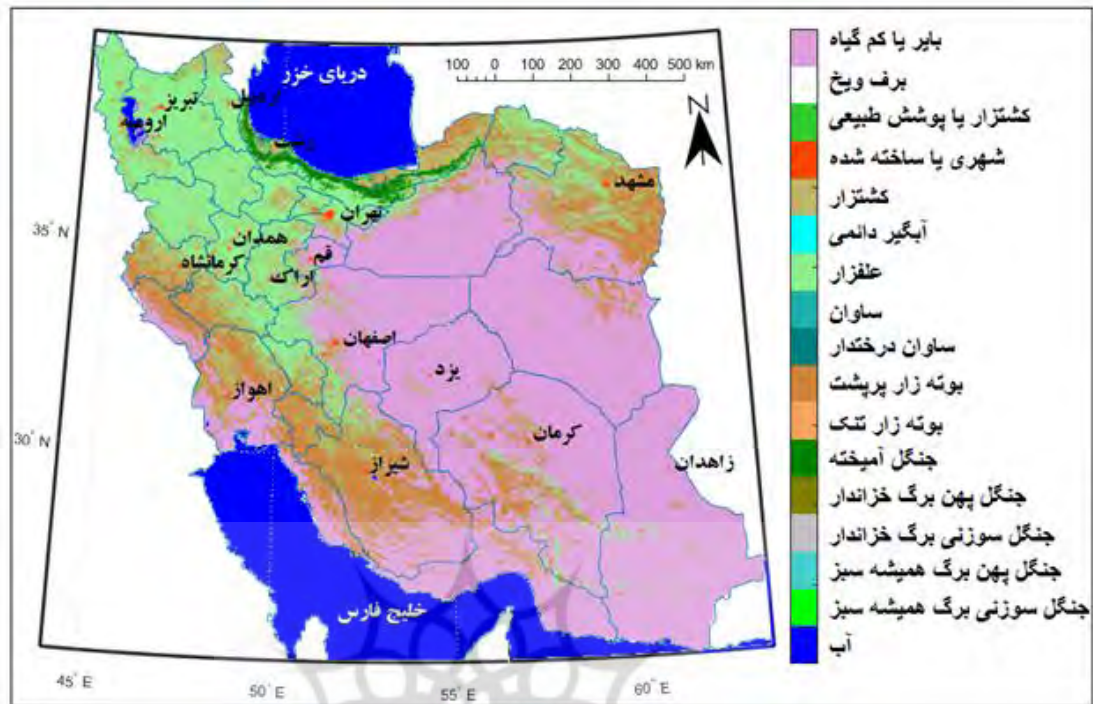 بایر یا کم گیاه
برف ویخ
کشتزار یا پوشش طبیعی
شهری یا ساخته شده
کشتزار
آبگیر دائمی
علفزار
ساوان
ساوان درختدار
بوته زار پرپشت
بوته زار تنک
جنگل آمیخته
جنگل پهن برگ خزاندار
جنگل سوزنی برگ خزاندار
جنگل پهن برگ همیشه سبز
جنگل سوزنی برگ همیشه سبز
آب
دریای خزر
100 0 100 200 300 400 500 km
N
اردبیل
تبریز
ارومیه
رشت
مشهد
تهران
همدان
قم
کرمانشاه
اراک
اصفهان
یزد
اهواز
کرمان
زاهدان
شیراز
خلیج فارس
35° N
30° N
45° E
50° E
55° E
60° E